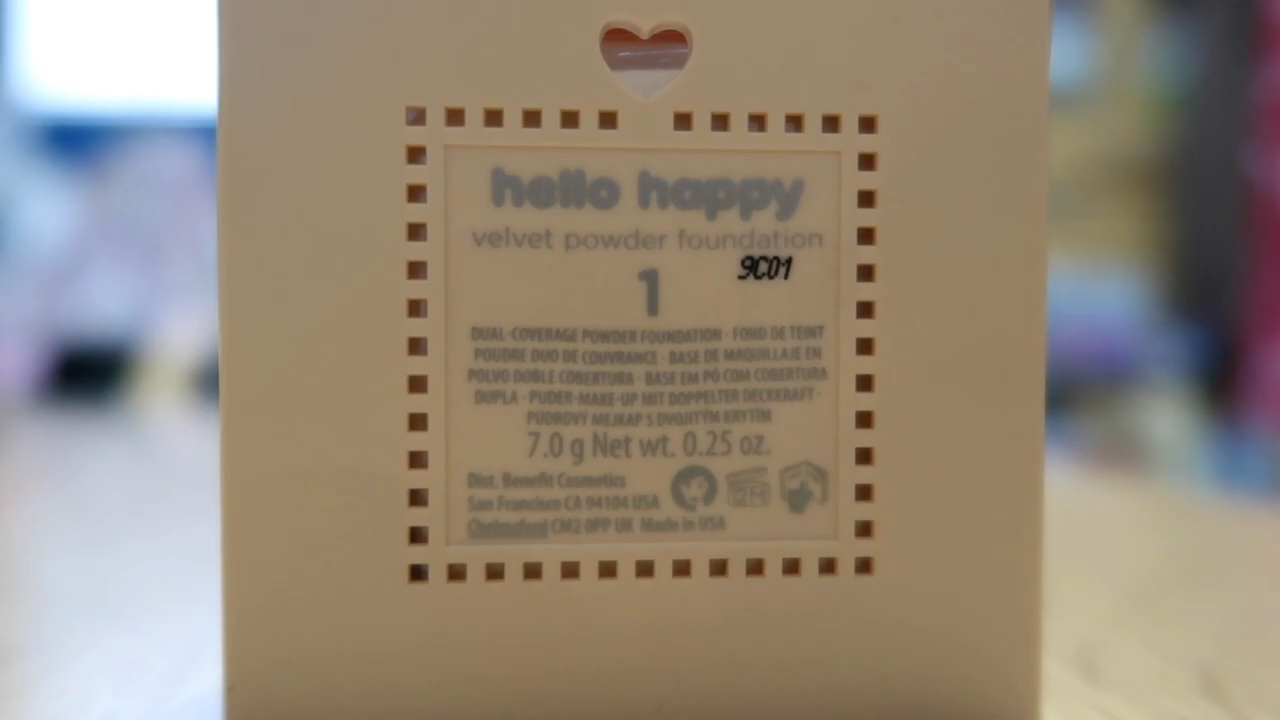 hello happy
velvet powder foundation
9C01
1
DUAL-COVERAGE POWDER FOUNDATION · FOND DE TEINT
POUDRE DUO DE COUVRANCE · BASE DE MAQUILLAJE EN
POLVO DOBLE COBERTURA · BASE EM PÓ COM COBERTURA
DUPLA · PUDER-MAKE-UP MIT DOPPELTER DECKKRAFT ·
PUDROVÝ MEJKAP S DVOJITÝM KRYTÍM
7.0 g Net wt. 0.25 oz.
Dist. Benefit Cosmetics
San Francisco CA 94104 USA
Chelmsford CM2 0PP UK Made in USA
12M